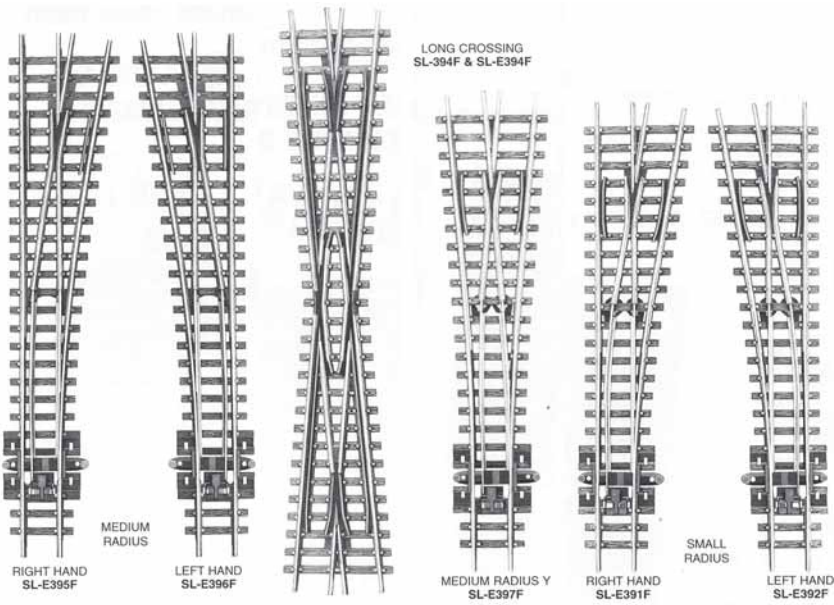 LONG CROSSING
SL-394F & SL-E394F
MEDIUM
RADIUS
RIGHT HAND
SL-E395F
LEFT HAND
SL-E396F
MEDIUM RADIUS Y
SL-E397F
RIGHT HAND
SL-E391F
SMALL
RADIUS
LEFT HAND
SL-E392F